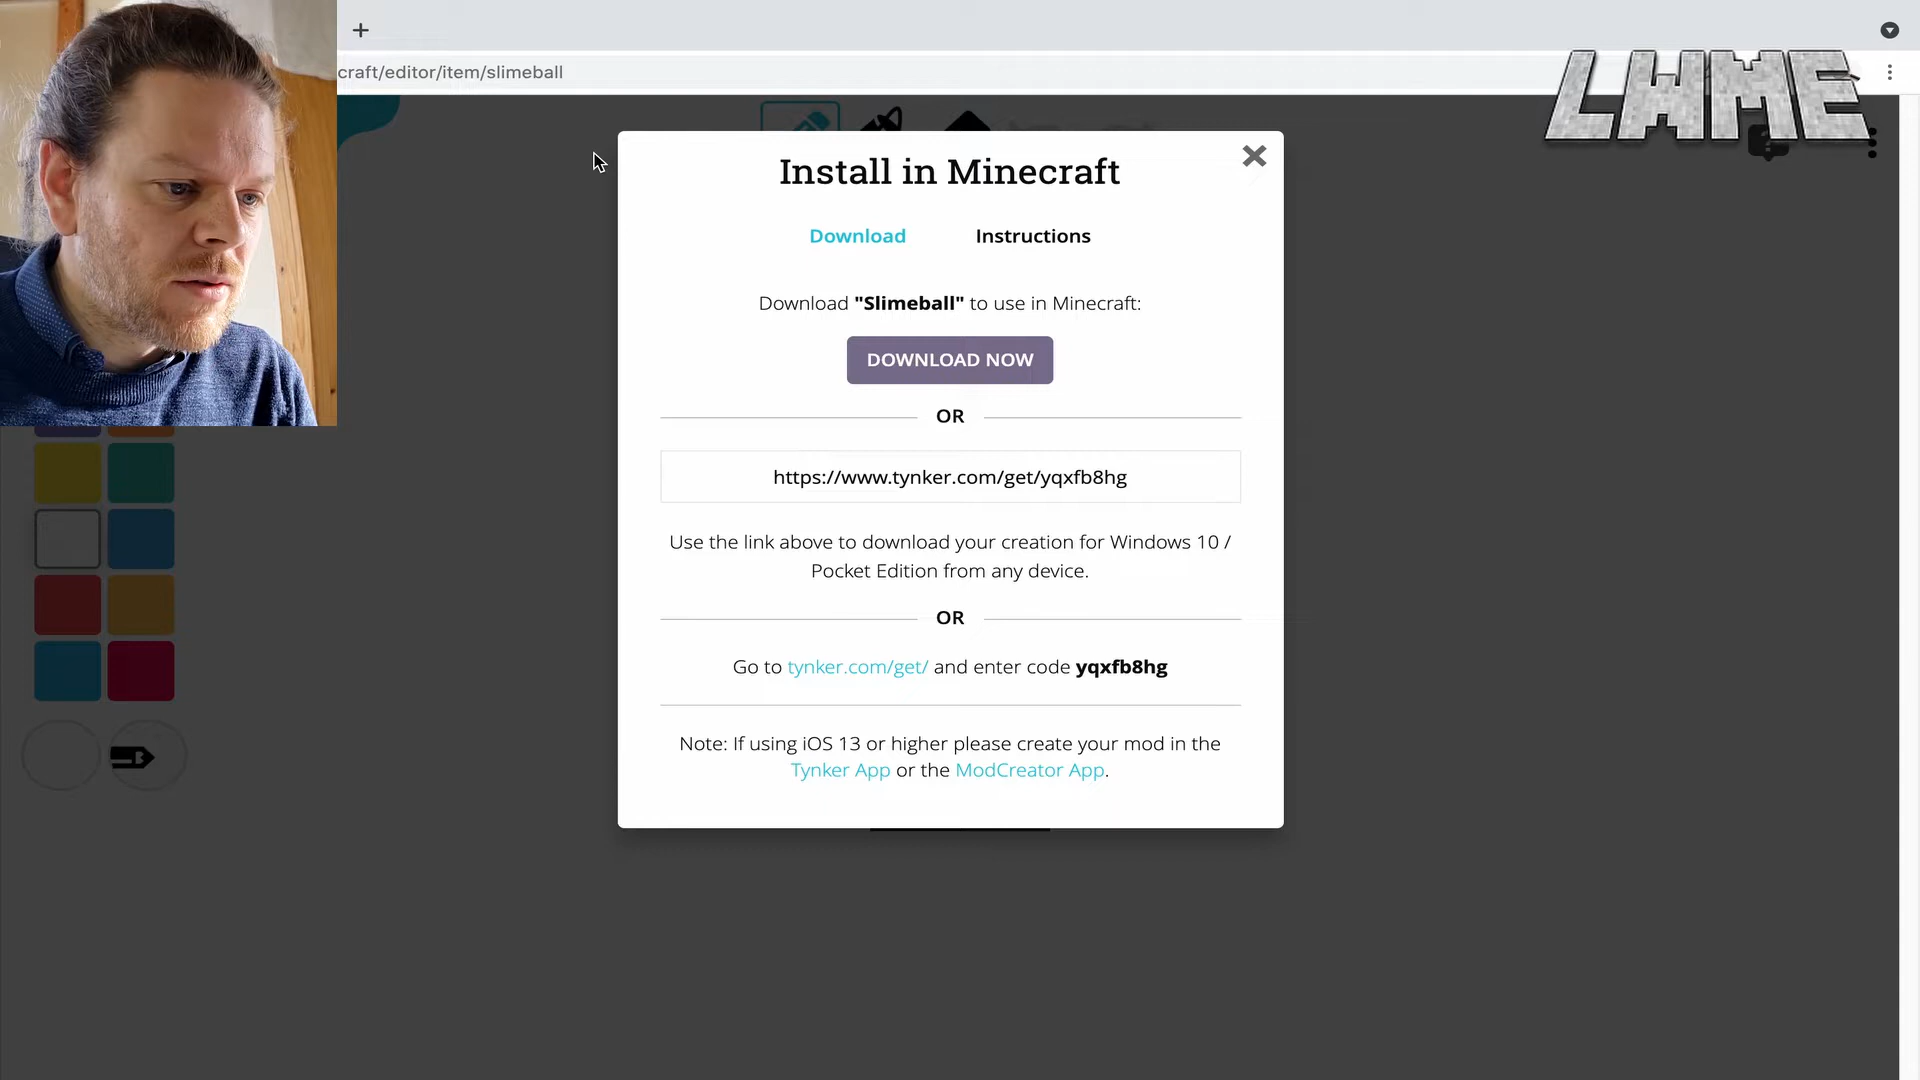 craft/editor/item/slimeball
LWME
Install in Minecraft
Download Instructions
Download "Slimeball" to use in Minecraft:
DOWNLOAD NOW
OR
https://www.tynker.com/get/yqxfb8hg
Use the link above to download your creation for Windows 10 /
Pocket Edition from any device.
OR
Go to tynker.com/get/ and enter code yqxfb8hg
Note: If using iOS 13 or higher please create your mod in the
Tynker App or the ModCreator App.